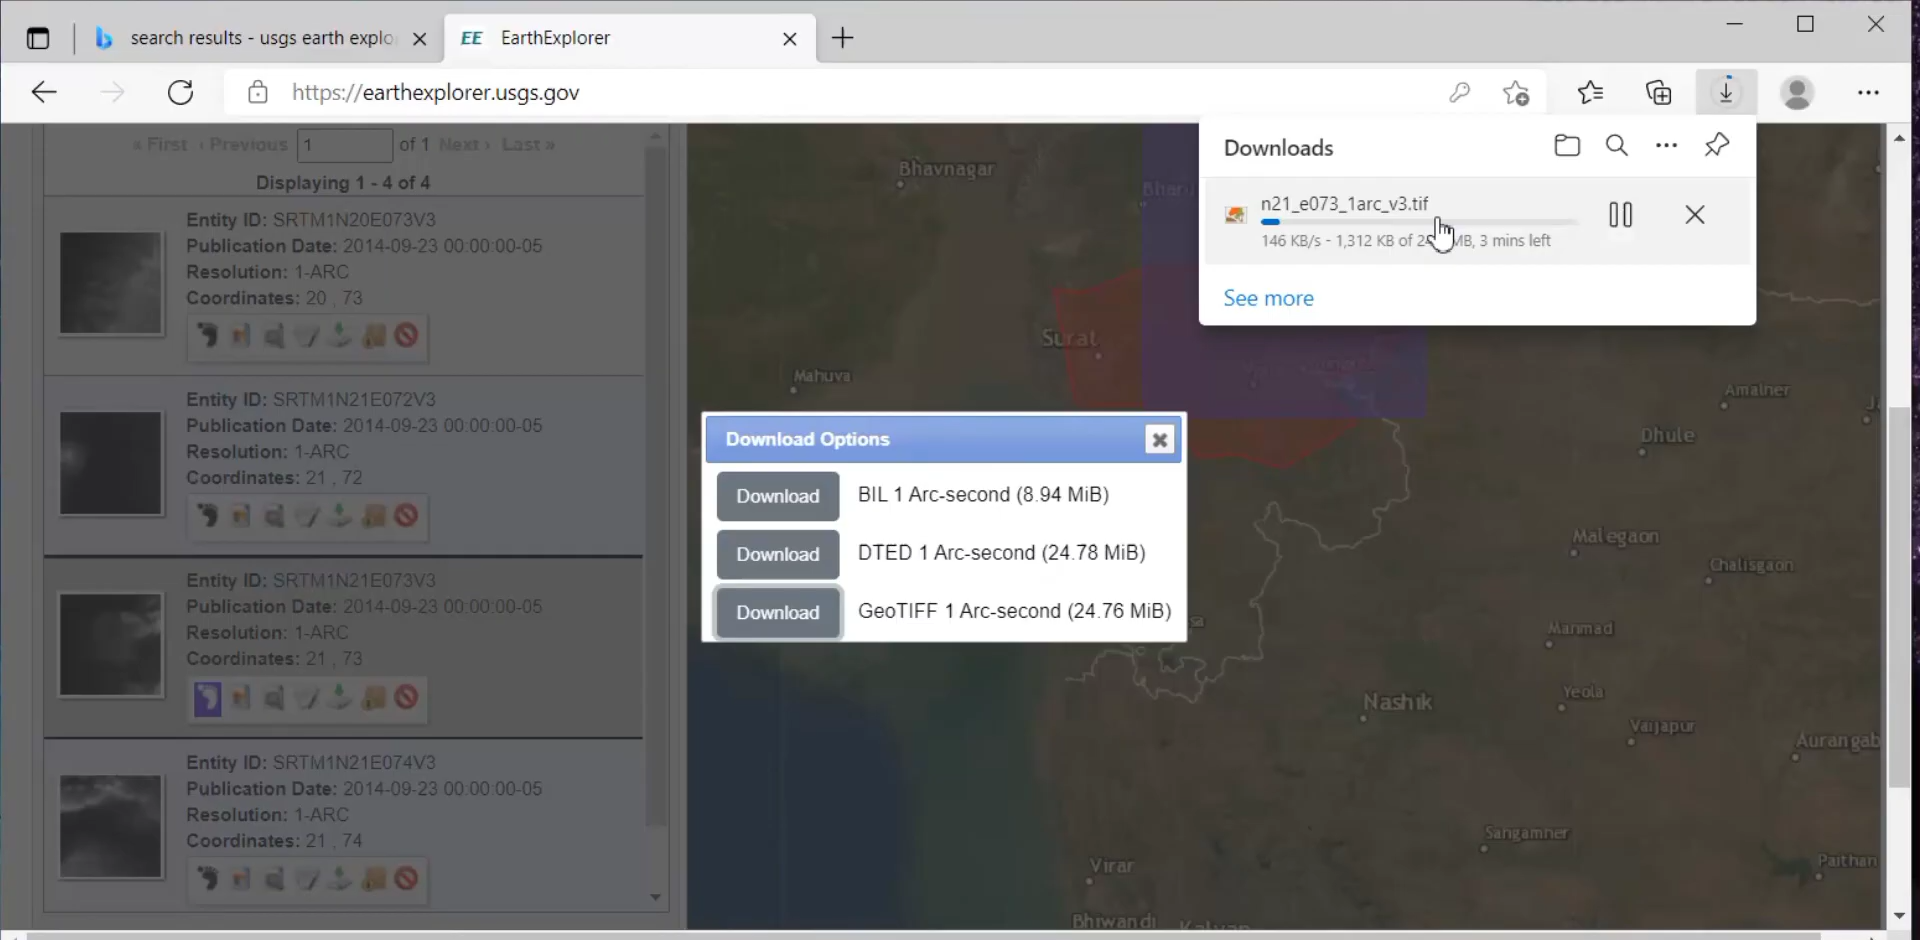 search results - usgs earth explo
EE EarthExplorer
https://earthexplorer.usgs.gov
« First ‹ Previous 1 of 1 Next › Last »
Displaying 1 - 4 of 4
Entity ID: SRTM1N20E073V3
Publication Date: 2014-09-23 00:00:00-05
Resolution: 1-ARC
Coordinates: 20 , 73
Entity ID: SRTM1N21E072V3
Publication Date: 2014-09-23 00:00:00-05
Resolution: 1-ARC
Coordinates: 21 , 72
Entity ID: SRTM1N21E073V3
Publication Date: 2014-09-23 00:00:00-05
Resolution: 1-ARC
Coordinates: 21 , 73
Entity ID: SRTM1N21E074V3
Publication Date: 2014-09-23 00:00:00-05
Resolution: 1-ARC
Coordinates: 21 , 74
Downloads
n21_e073_1arc_v3.tif
146 KB/s - 1,312 KB of MB, 3 mins left
See more
Bhavnagar
Bharu
Surat
Mahuva
Amalner
Dhule
Download Options
Download BIL 1 Arc-second (8.94 MiB)
Download DTED 1 Arc-second (24.78 MiB)
Download GeoTIFF 1 Arc-second (24.76 MiB)
Malegaon
Chalisgaon
sa
Manmad
Nashik
Yeola
Vaijapur
Aurangab
Sangamner
Virar
Paithan
Bhiwandi
Kalyan